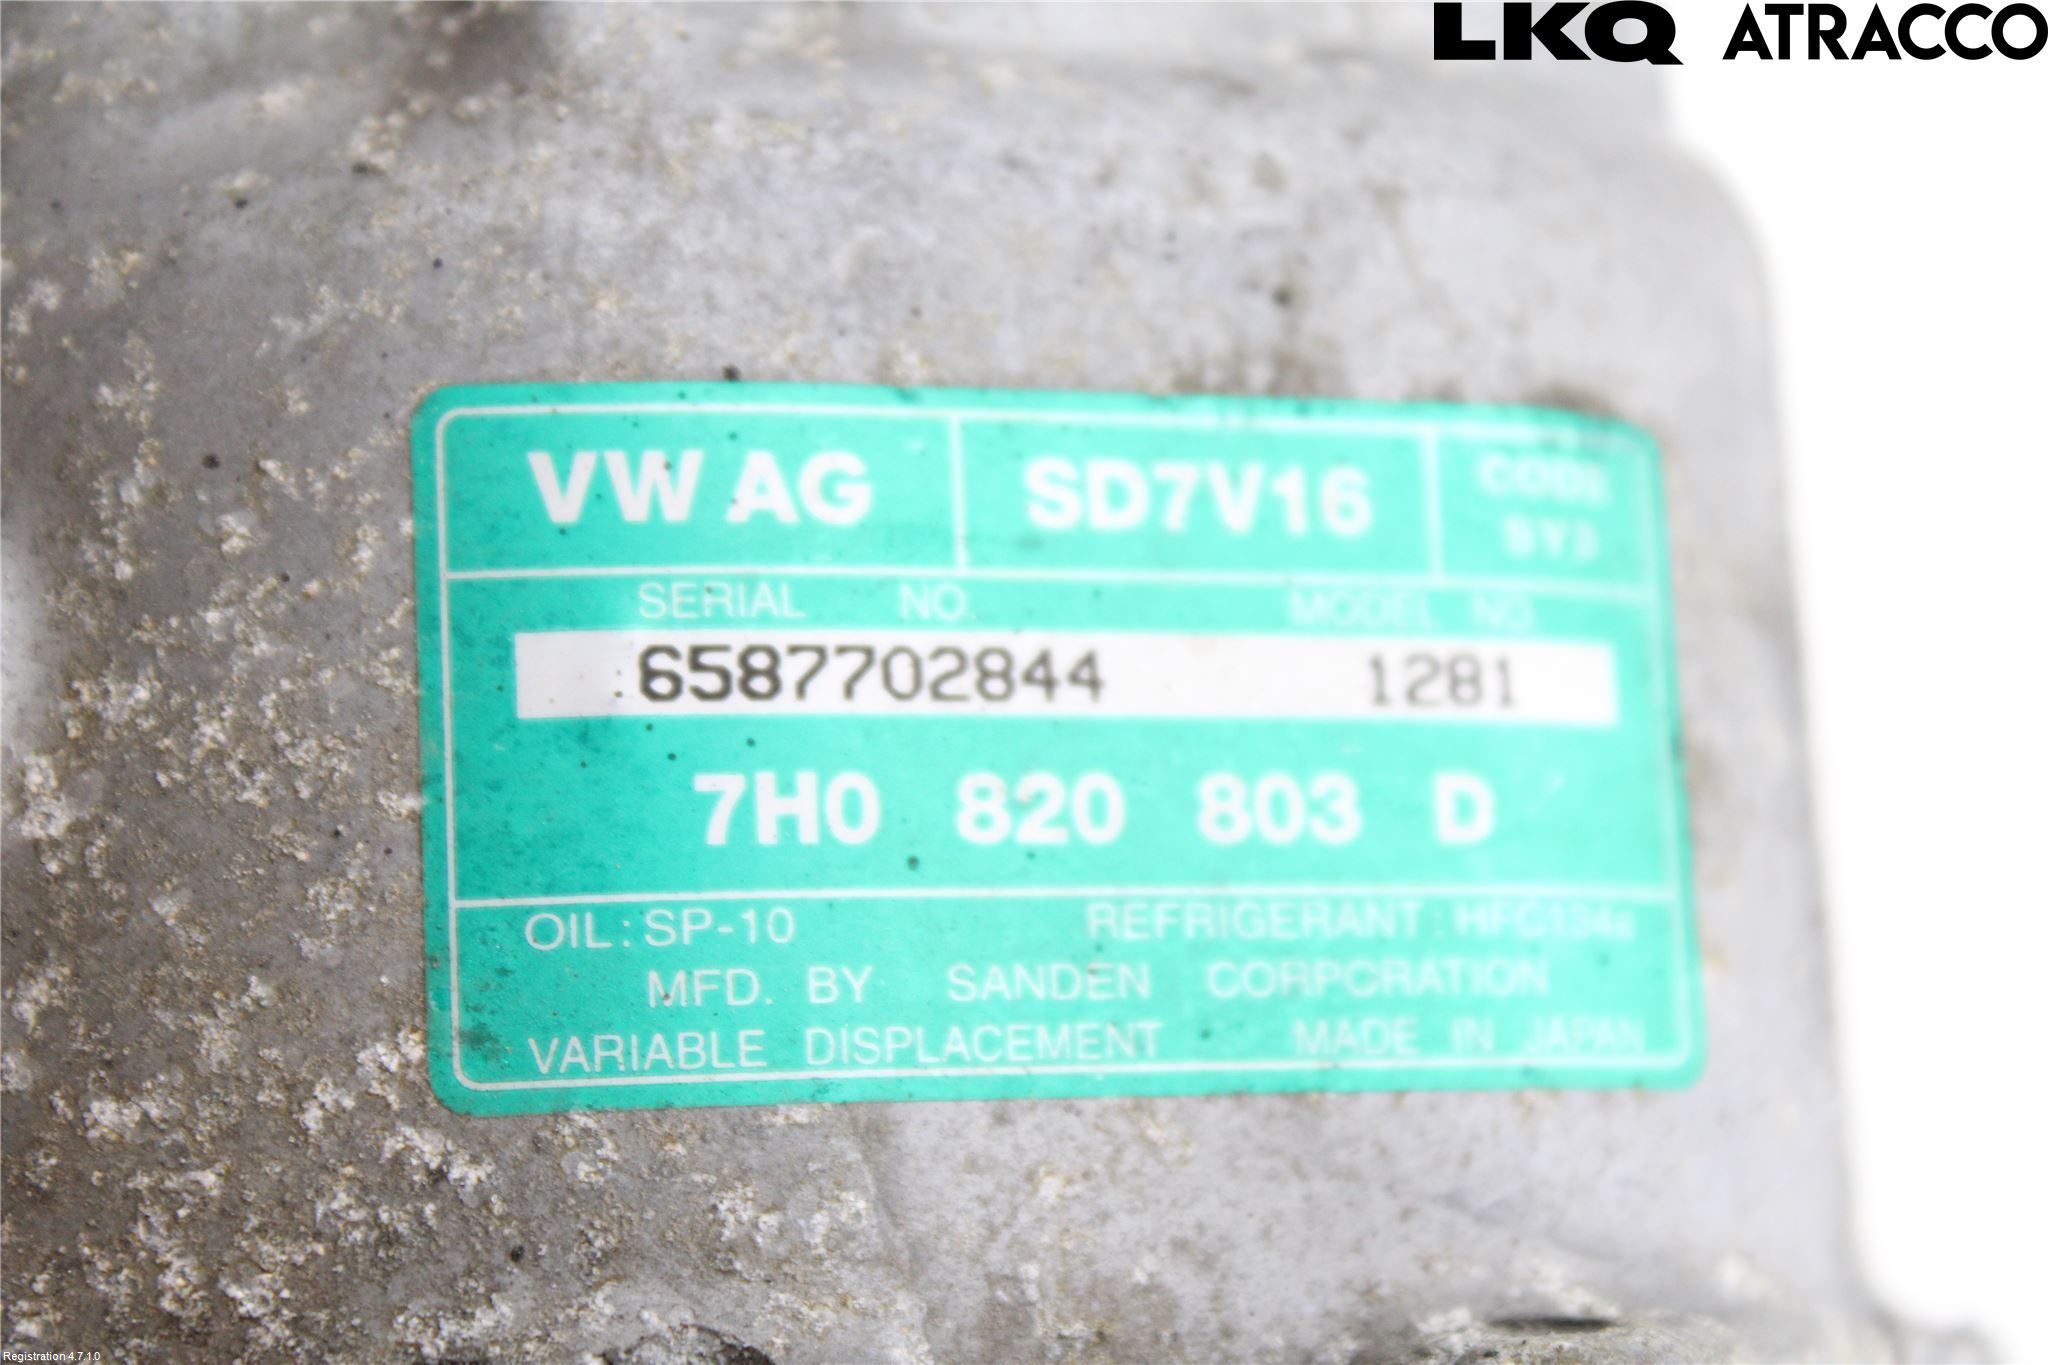 LKQ ATRACCO
VW AG SD7V16 CODE
SERIAL NO. MODEL NO.
6587702844 1281
7H0 820 803 D
OIL: SP-10 REFRIGERANT: HFC134a
MFD. BY SANDEN CORPORATION
VARIABLE DISPLACEMENT MADE IN JAPAN
Registration 4.7.1.0